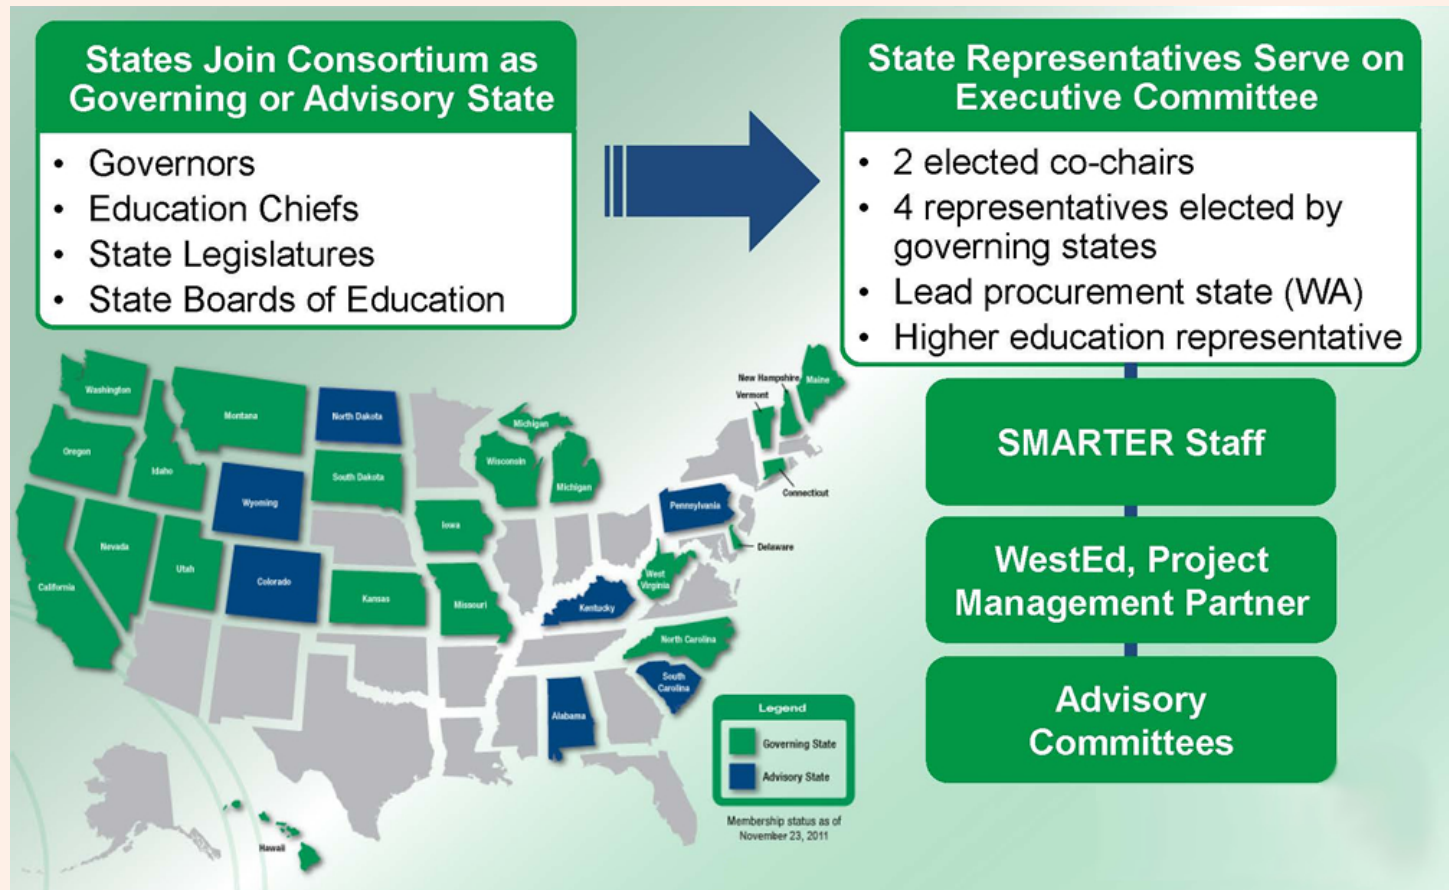 States Join Consortium as
Governing or Advisory State
• Governors
• Education Chiefs
• State Legislatures
• State Boards of Education
State Representatives Serve on
Executive Committee
• 2 elected co-chairs
• 4 representatives elected by
governing states
• Lead procurement state (WA)
• Higher education representative
SMARTER Staff
WestEd, Project
Management Partner
Advisory
Committees
Washington
Oregon
California
Idaho
Nevada
Montana
Utah
Wyoming
Colorado
North Dakota
South Dakota
Kansas
Iowa
Missouri
Wisconsin
Michigan
Michigan
Kentucky
Alabama
West
Virginia
North Carolina
South
Carolina
Pennsylvania
Delaware
Connecticut
Vermont
New Hampshire
Maine
Hawaii
Legend
Governing State
Advisory State
Membership status as of
November 23, 2011